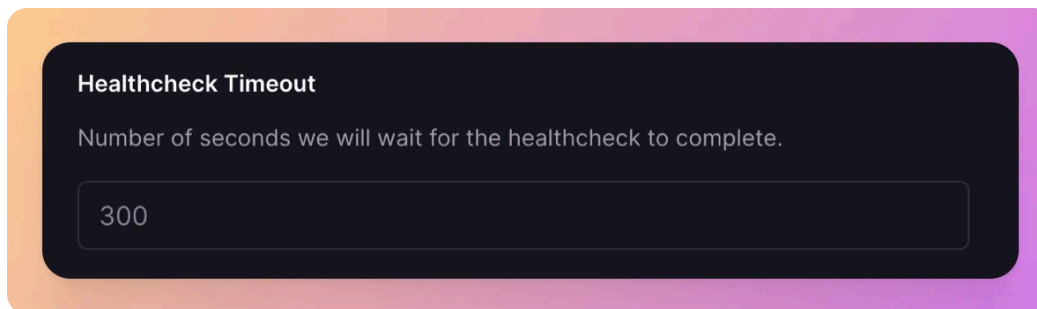 Healthcheck Timeout
Number of seconds we will wait for the healthcheck to complete.
300